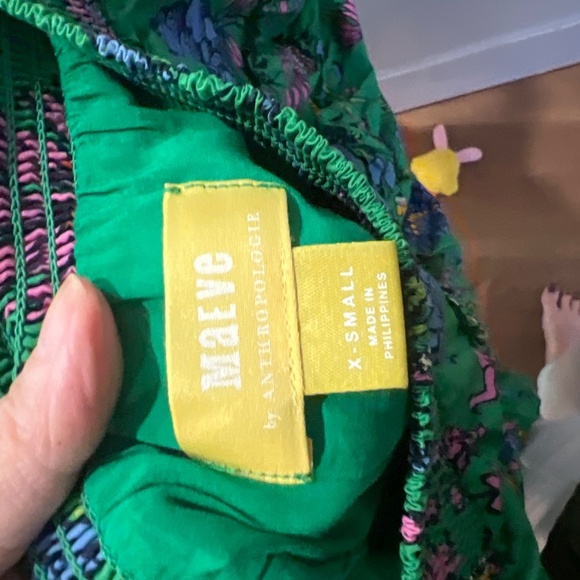 maeve
by ANTHROPOLOGIE
X-SMALL
MADE IN
PHILIPPINES